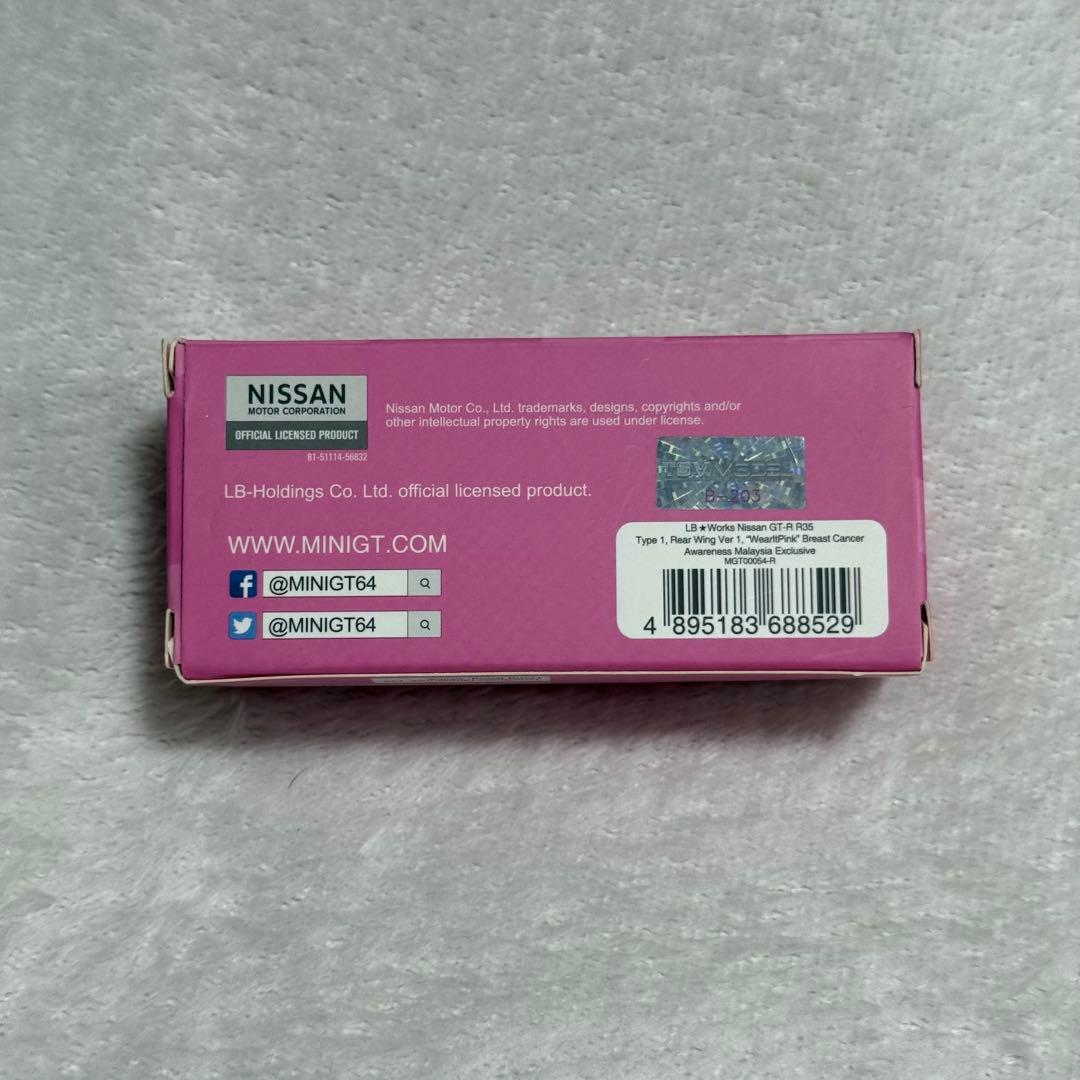 NISSAN
MOTOR CORPORATION
OFFICIAL LICENSED PRODUCT
81-51114-56832
Nissan Motor Co., Ltd. trademarks, designs, copyrights and/or
other intellectual property rights are used under license.
TSM Model
B-203
LB-Holdings Co. Ltd. official licensed product.
WWW.MINIGT.COM
@MINIGT64
@MINIGT64
LB★Works Nissan GT-R R35
Type 1, Rear Wing Ver 1, "WearItPink" Breast Cancer
Awareness Malaysia Exclusive
MGT00054-R
4 895183 688529